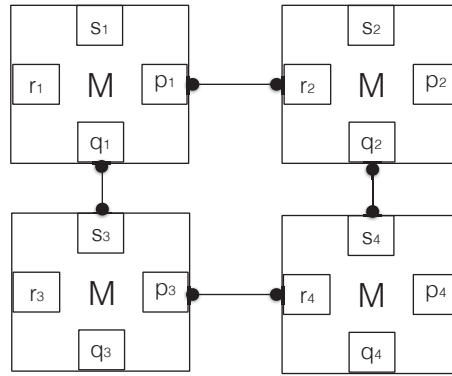 s1 s2
r1 M p1 r2 M p2
q1 q2
s3 s4
r3 M p3 r4 M p4
q3 q4